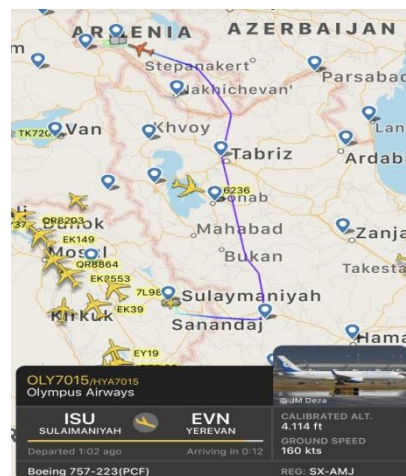 ARMENIA
AZERBAIJAN
Stepanakert
Nakhichevan'
Parsabad
TK720
Van
Khvoy
Tabriz
Ardabi
6236
Bonab
Mahabad
Zanja
Bukan
Takesta
QR8203
Dohuk
EK149
Mosul
QR8864
EK2553
7L98
Sulaymaniyah
Kirkuk
EK39
Sanandaj
Hama
EY19
OLY7015/HYA7015
Olympus Airways
© JM Deza
ISU
SULAIMANIYAH
EVN
YEREVAN
Departed 1:02 ago
Arriving in 0:12
CALIBRATED ALT.
4.114 ft
GROUND SPEED
160 kts
Boeing 757-223(PCF)
REG: SX-AMJ